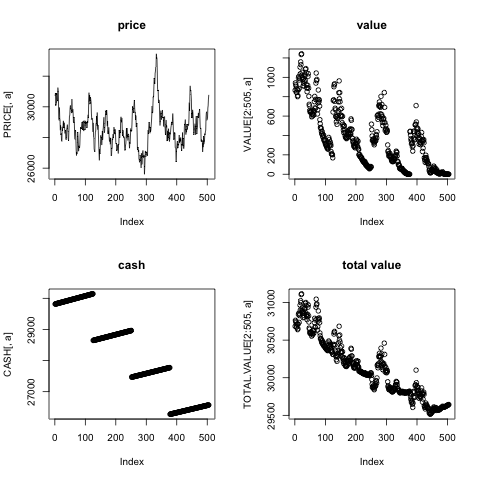 price
PRICE[, a]
26000 30000
0 100 200 300 400 500
Index
value
VALUE[2:505, a]
0 200 600 1000
0 100 200 300 400 500
Index
cash
CASH[, a]
27000 29000
0 100 200 300 400 500
Index
total value
TOTAL.VALUE[2:505, a]
29500 30000 30500 31000
0 100 200 300 400 500
Index